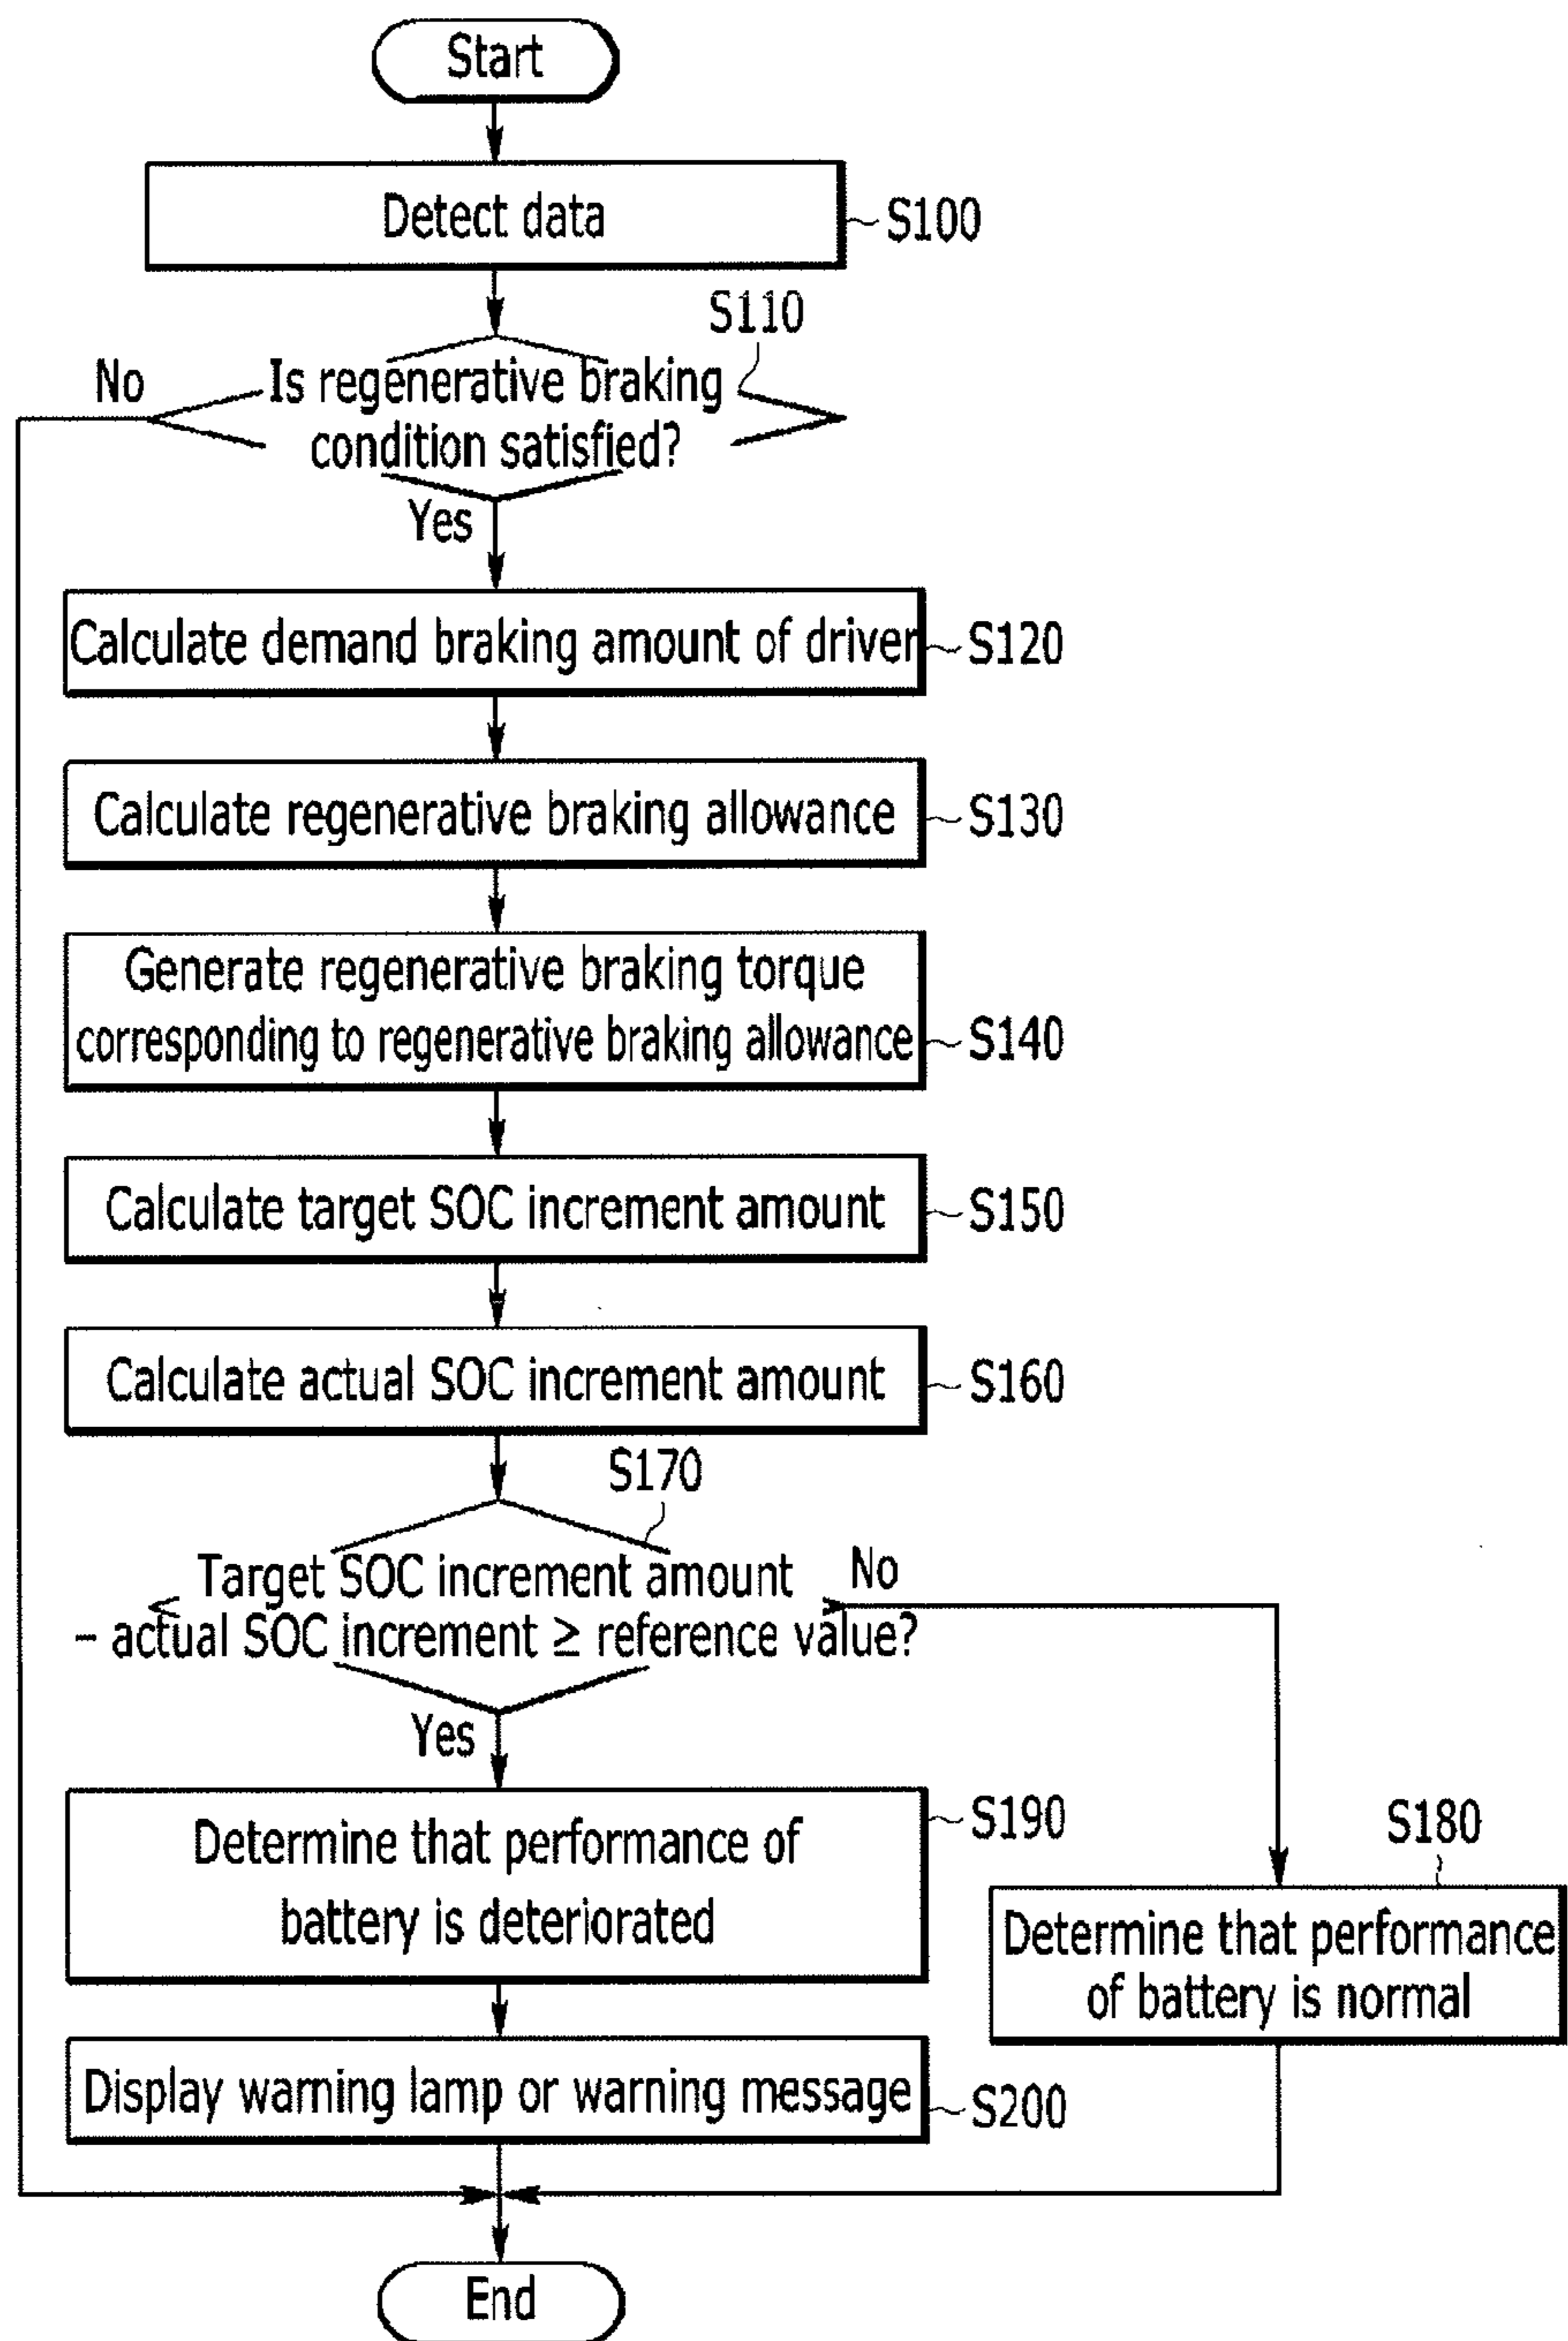 Start
Detect data
S100
S110
No
Is regenerative braking
condition satisfied?
Yes
Calculate demand braking amount of driver
S120
Calculate regenerative braking allowance
S130
Generate regenerative braking torque
corresponding to regenerative braking allowance
S140
Calculate target SOC increment amount
S150
Calculate actual SOC increment amount
S160
S170
Target SOC increment amount
– actual SOC increment ≥ reference value?
No
Yes
Determine that performance of
battery is deteriorated
S190
S180
Determine that performance
of battery is normal
Display warning lamp or warning message
S200
End